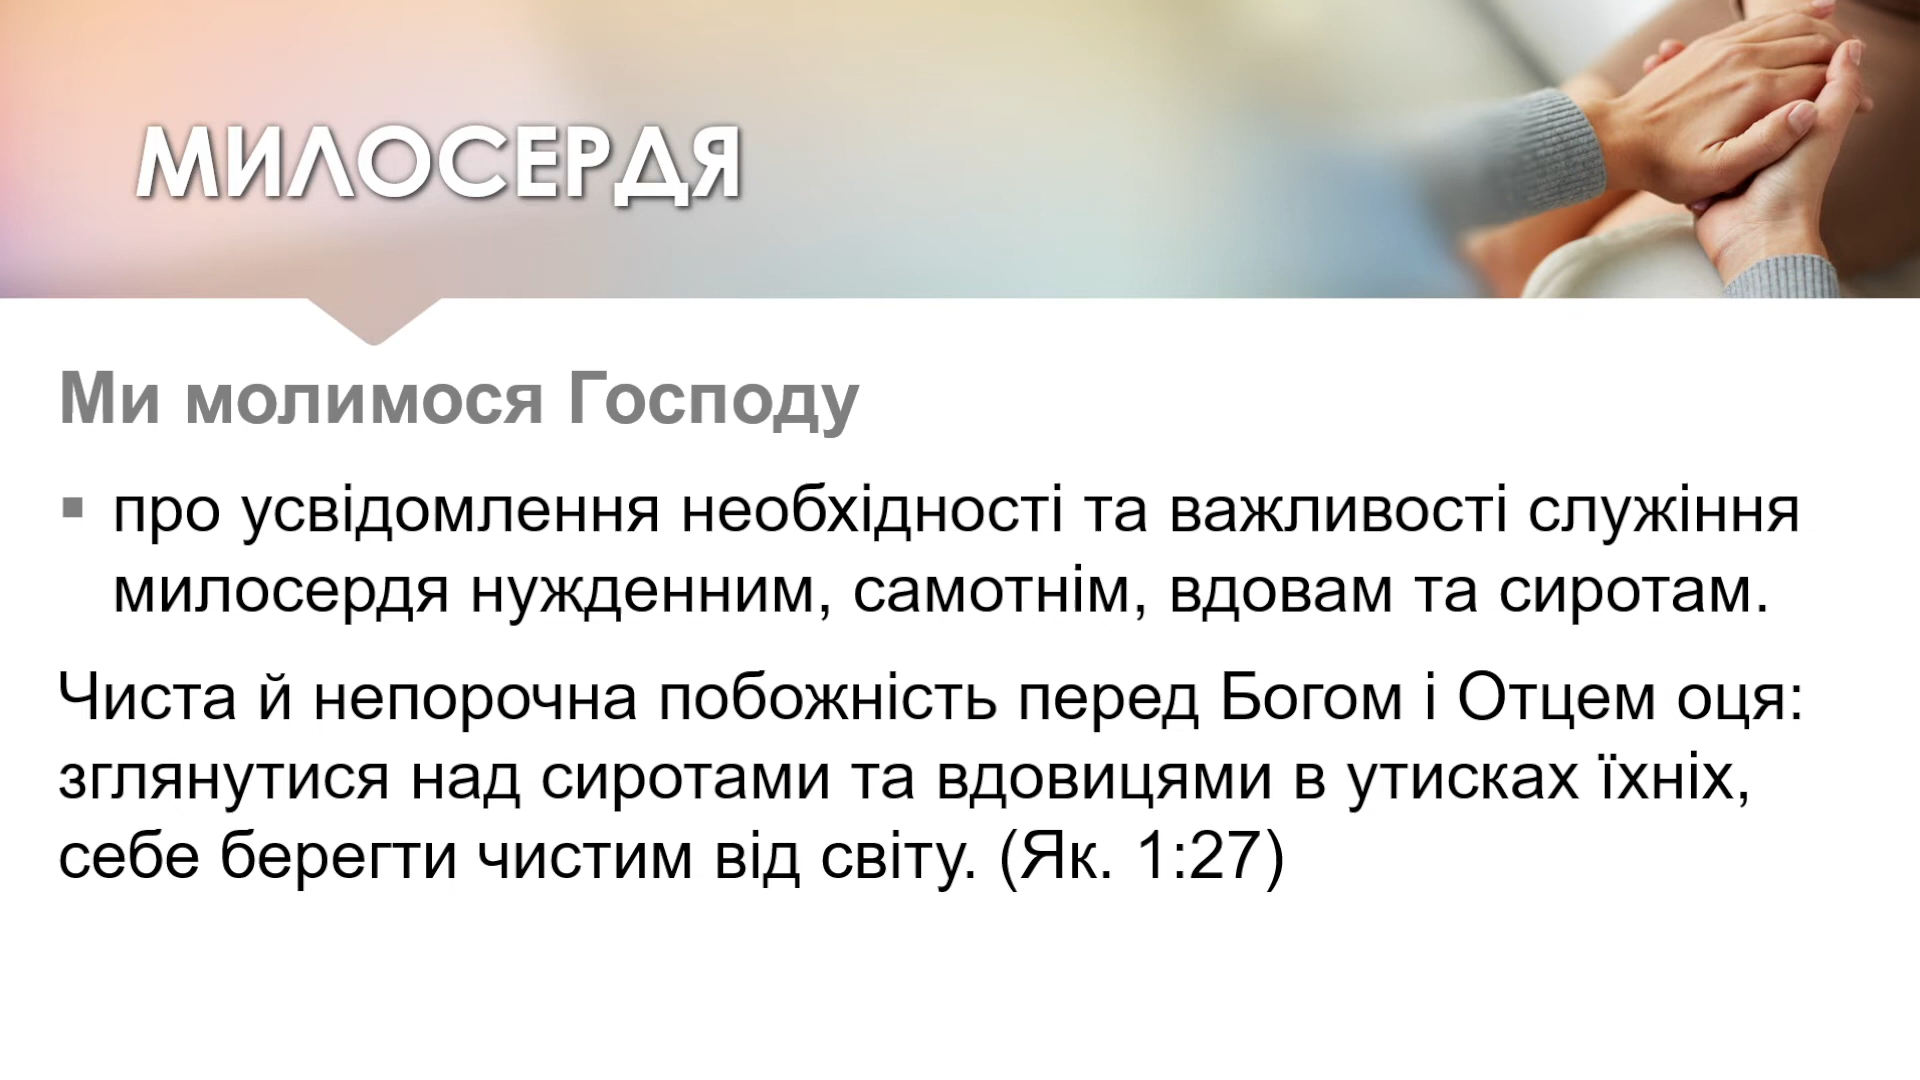 МИЛОСЕРДЯ
Ми молимося Господу
▪ про усвідомлення необхідності та важливості служіння
милосердя нужденним, самотнім, вдовам та сиротам.
Чиста й непорочна побожність перед Богом і Отцем оця:
зглянутися над сиротами та вдовицями в утисках їхніх,
себе берегти чистим від світу. (Як. 1:27)